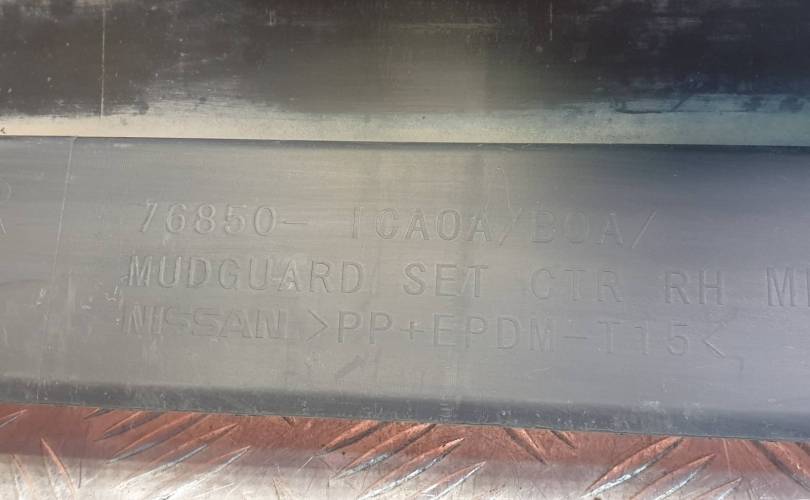 76850- 1CA0A/B0A/
MUDGUARD SET CTR RH
NISSAN >PP+EPDM-T15<